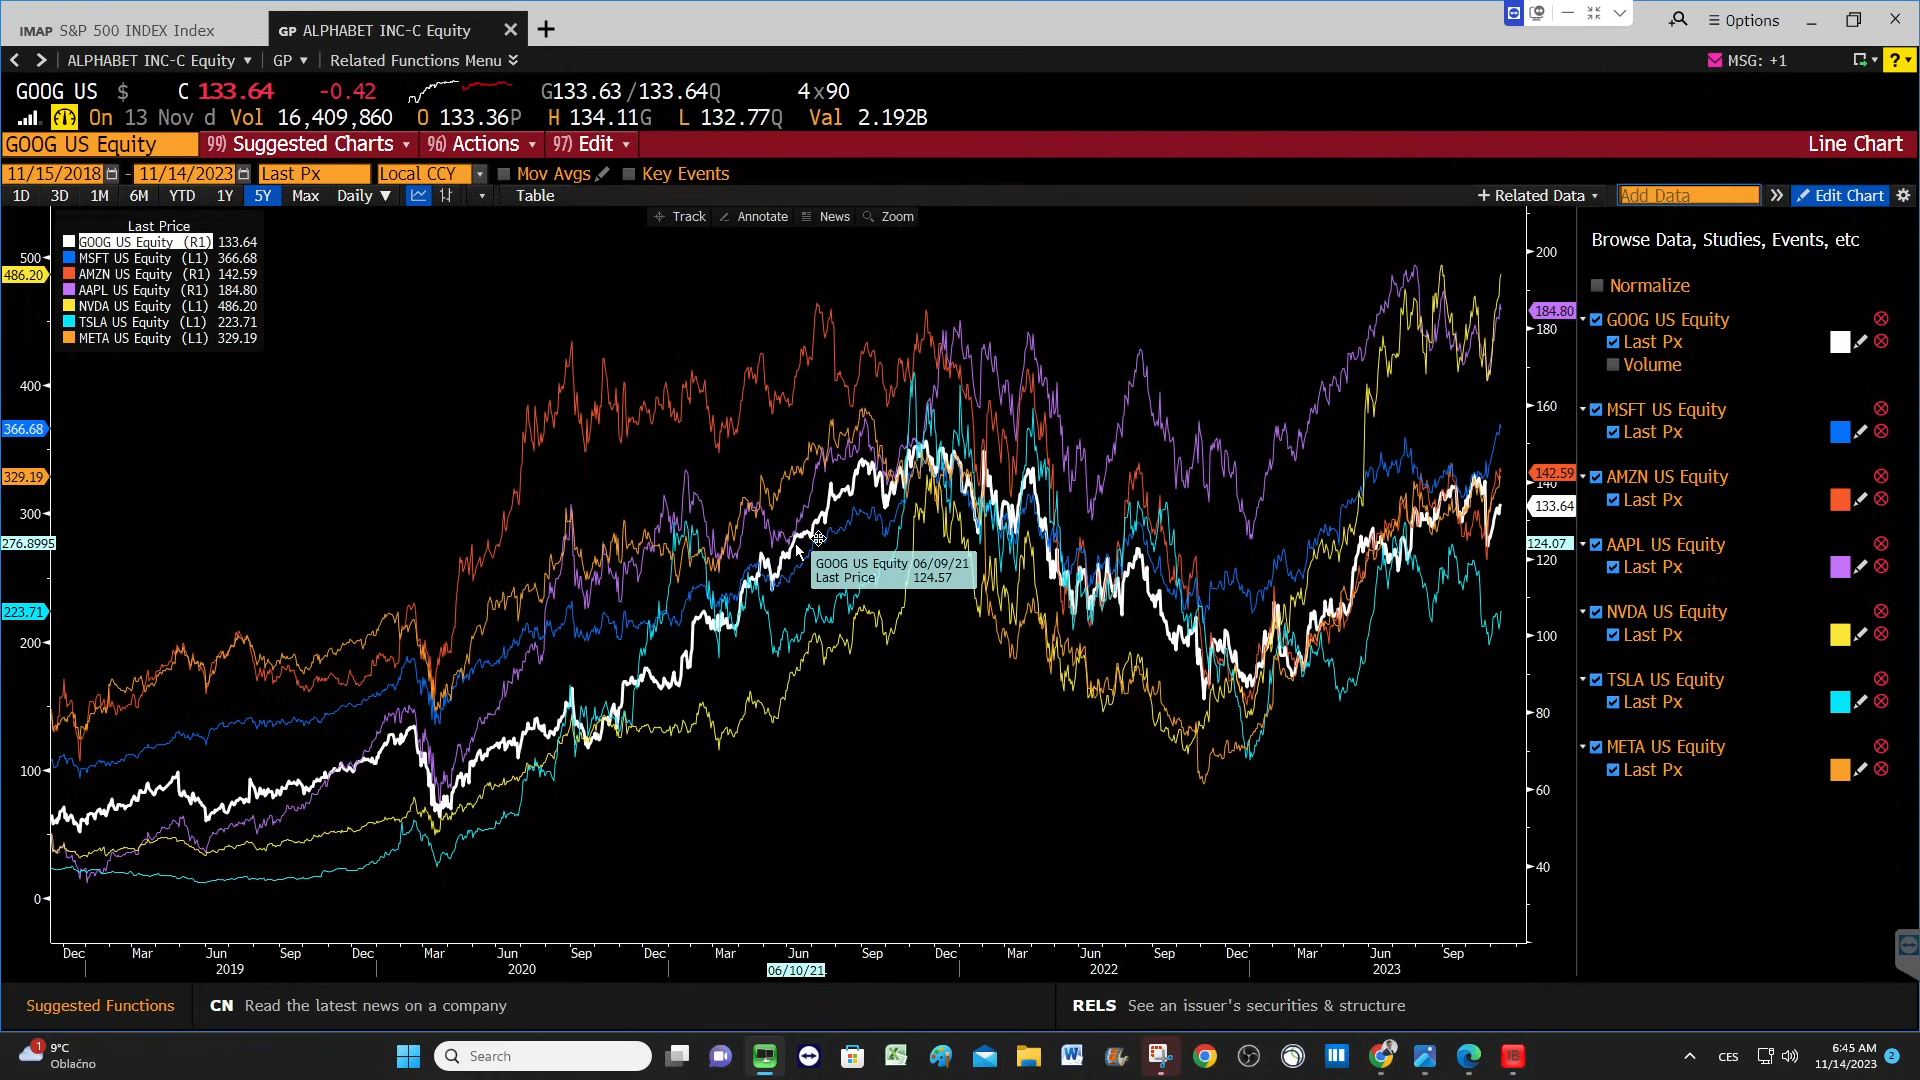 IMAP S&P 500 INDEX Index
GP ALPHABET INC-C Equity
Options
ALPHABET INC-C Equity GP Related Functions Menu
MSG: +1
?
GOOG US $ C 133.64 -0.42 G133.63/133.64Q 4x90
On 13 Nov d Vol 16,409,860 O 133.36P H 134.11G L 132.77Q Val 2.192B
GOOG US Equity 99) Suggested Charts 96) Actions 97) Edit Line Chart
11/15/2018 - 11/14/2023 Last Px Local CCY Mov Avgs Key Events
1D 3D 1M 6M YTD 1Y 5Y Max Daily ▼ Table + Related Data Add Data Edit Chart
Track Annotate News Zoom
Last Price
GOOG US Equity (R1) 133.64
MSFT US Equity (L1) 366.68
AMZN US Equity (R1) 142.59
AAPL US Equity (R1) 184.80
NVDA US Equity (L1) 486.20
TSLA US Equity (L1) 223.71
META US Equity (L1) 329.19
500
486.20
400
366.68
329.19
300
276.8995
223.71
200
100
0
200
184.80
180
160
142.59
140
133.64
124.07
120
100
80
60
40
GOOG US Equity 06/09/21
Last Price 124.57
Dec Mar Jun Sep Dec Mar Jun Sep Dec Mar Jun Sep Dec Mar Jun Sep Dec Mar Jun Sep
2019 2020 06/10/21 2022 2023
Browse Data, Studies, Events, etc
Normalize
GOOG US Equity
Last Px
Volume
MSFT US Equity
Last Px
AMZN US Equity
Last Px
AAPL US Equity
Last Px
NVDA US Equity
Last Px
TSLA US Equity
Last Px
META US Equity
Last Px
Suggested Functions CN Read the latest news on a company RELS See an issuer's securities & structure
1
9°C
Oblačno
Search
CES
6:45 AM
11/14/2023
2